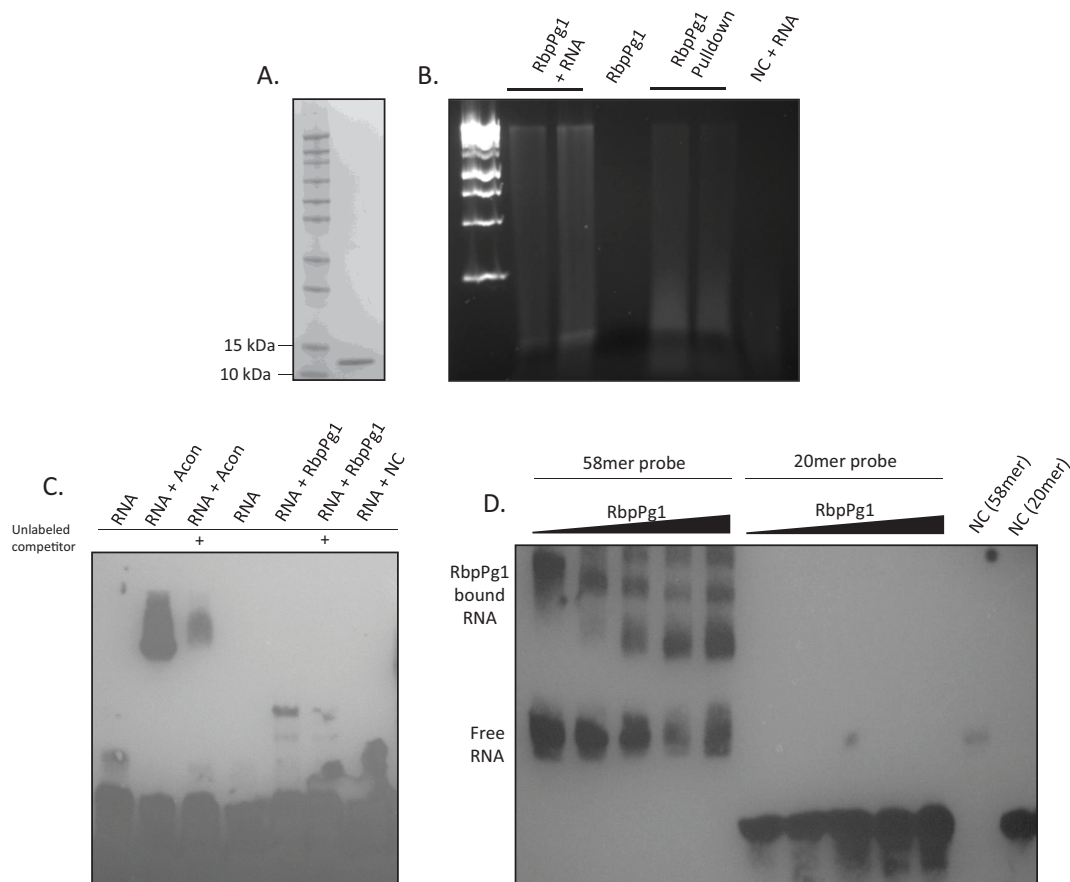 A.
15 kDa
10 kDa
B.
RbpPg1
+ RNA
RbpPg1
RbpPg1
Pulldown
NC + RNA
C.
RNA
RNA + Acon
RNA + Acon
RNA
RNA + RbpPg1
RNA + RbpPg1
RNA + NC
Unlabeled
competitor
+
+
D.
58mer probe
20mer probe
RbpPg1
RbpPg1
NC (58mer)
NC (20mer)
RbpPg1
bound
RNA
Free
RNA